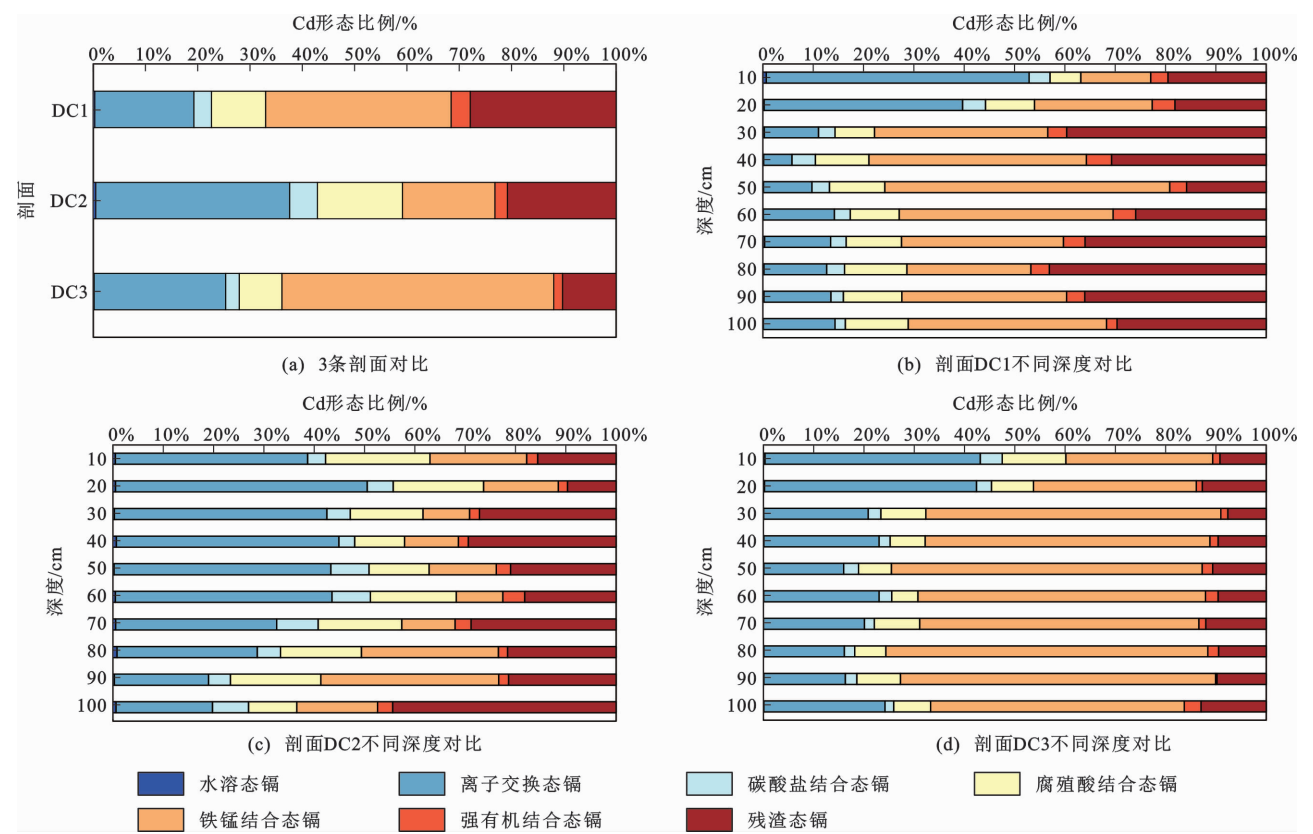 Cd形态比例/%
0% 10% 20% 30% 40% 50% 60% 70% 80% 90% 100%
剖面
DC1
DC2
DC3
(a) 3条剖面对比
Cd形态比例/%
0% 10% 20% 30% 40% 50% 60% 70% 80% 90% 100%
深度/cm
10
20
30
40
50
60
70
80
90
100
(b) 剖面DC1不同深度对比
Cd形态比例/%
0% 10% 20% 30% 40% 50% 60% 70% 80% 90% 100%
深度/cm
10
20
30
40
50
60
70
80
90
100
(c) 剖面DC2不同深度对比
Cd形态比例/%
0% 10% 20% 30% 40% 50% 60% 70% 80% 90% 100%
深度/cm
10
20
30
40
50
60
70
80
90
100
(d) 剖面DC3不同深度对比
水溶态镉 离子交换态镉 碳酸盐结合态镉 腐殖酸结合态镉
铁锰结合态镉 强有机结合态镉 残渣态镉